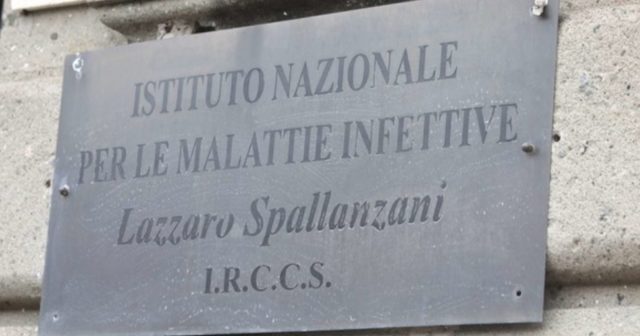 ISTITUTO NAZIONALE
PER LE MALATTIE INFETTIVE
Lazzaro Spallanzani
I.R.C.C.S.